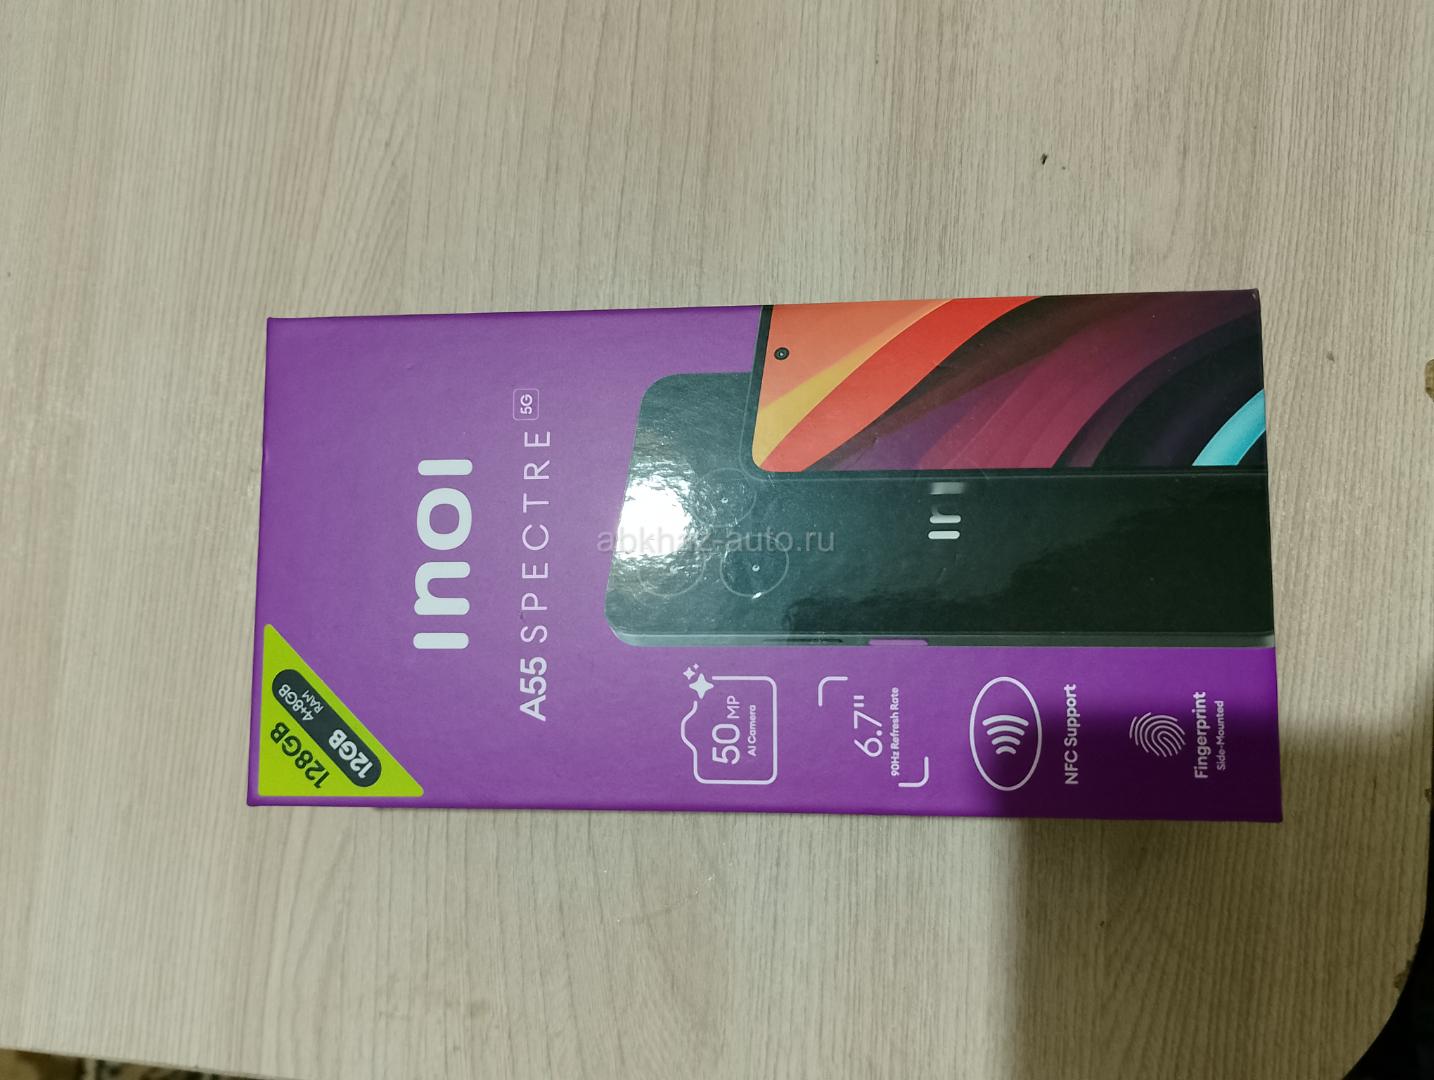 128GB
12GB 4+8GB
RAM
ınoı
A55 SPECTRE 5G
50 MP
AI Camera
6.7"
90Hz Refresh Rate
NFC Support
Fingerprint
Side-Mounted
abkhaz-auto.ru